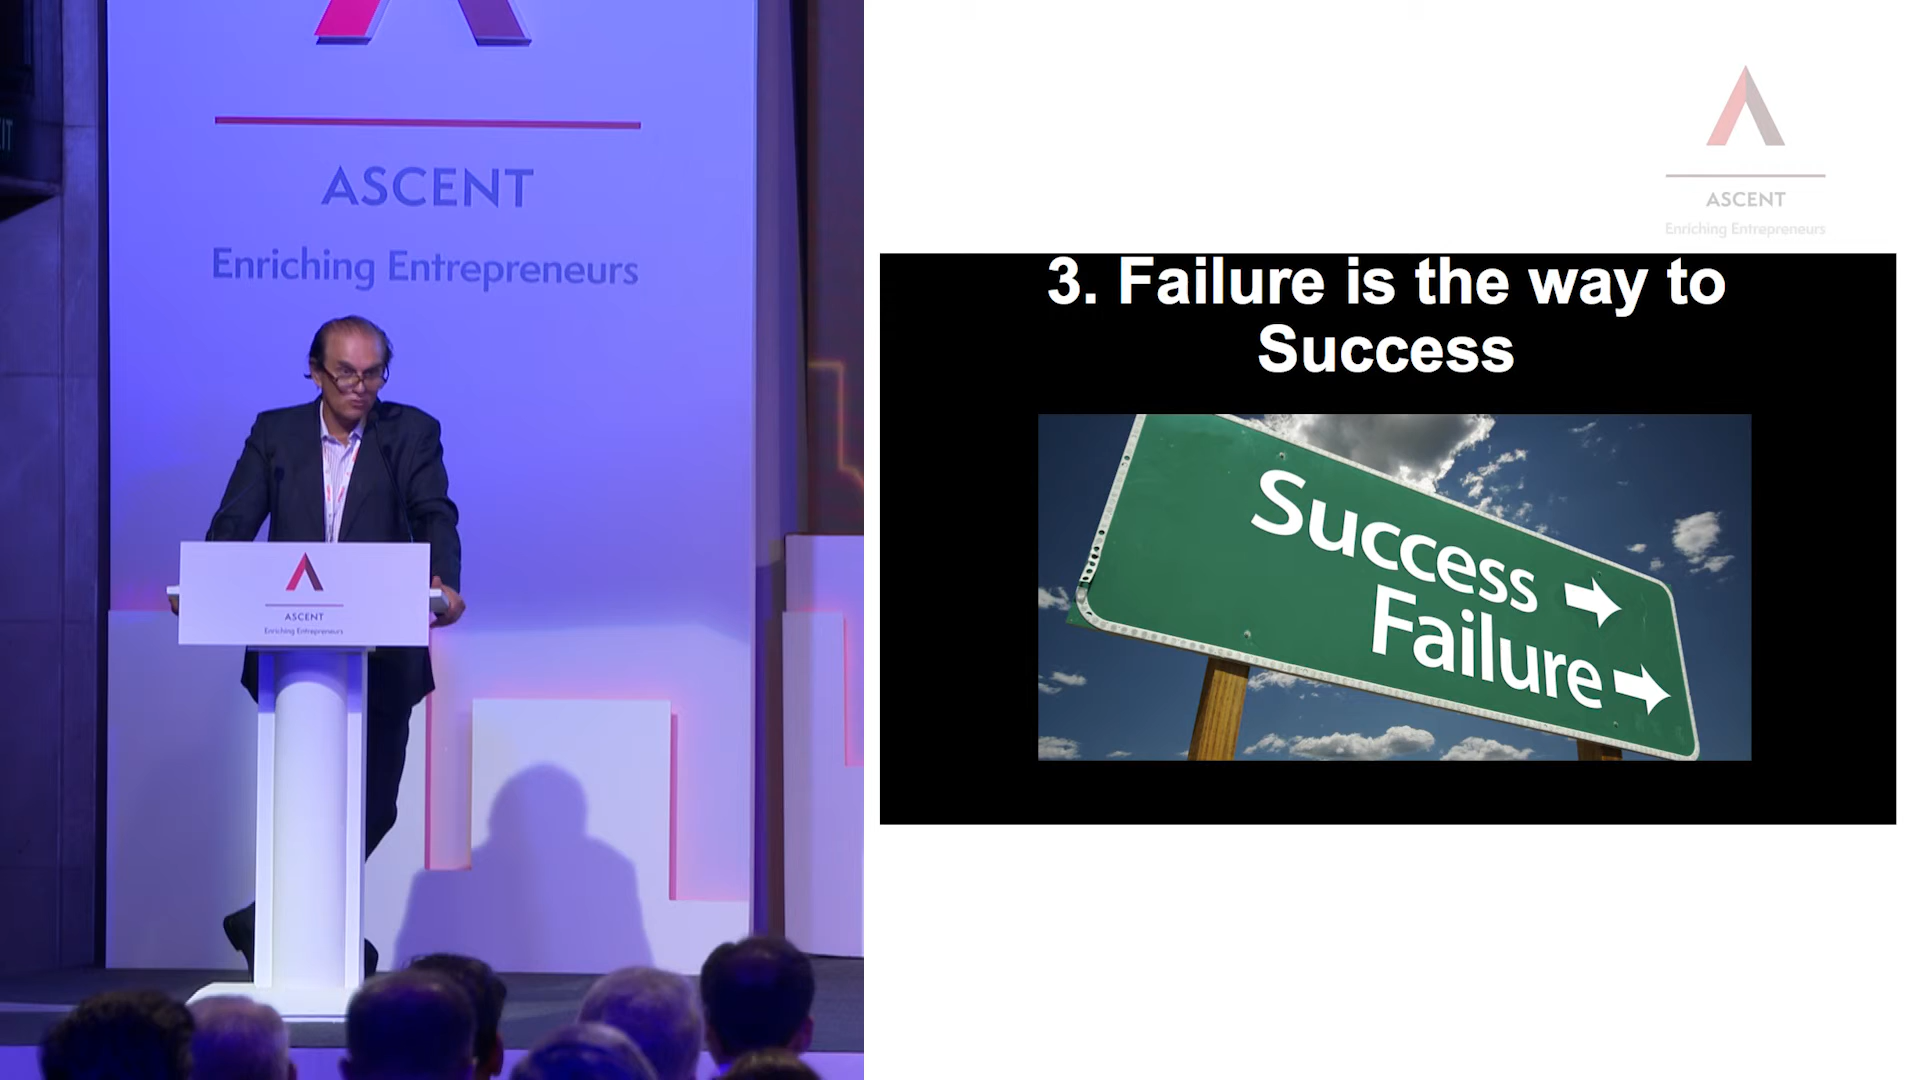 ASCENT
Enriching Entrepreneurs
ASCENT
Enriching Entrepreneurs
ASCENT
Enriching Entrepreneurs
3. Failure is the way to
Success
Success
Failure